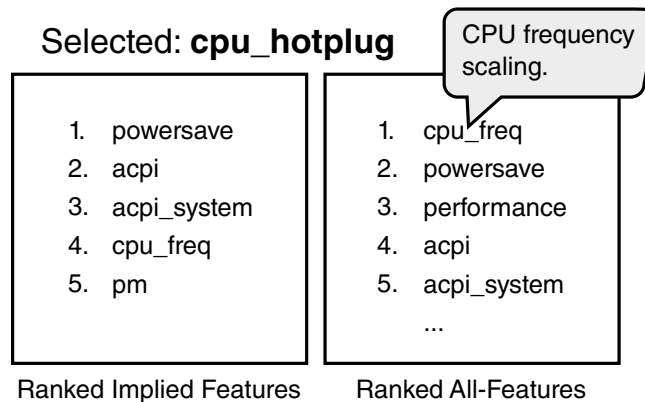 Selected: cpu_hotplug
CPU frequency
scaling.
1. powersave
2. acpi
3. acpi_system
4. cpu_freq
5. pm
Ranked Implied Features
1. cpu_freq
2. powersave
3. performance
4. acpi
5. acpi_system
...
Ranked All-Features